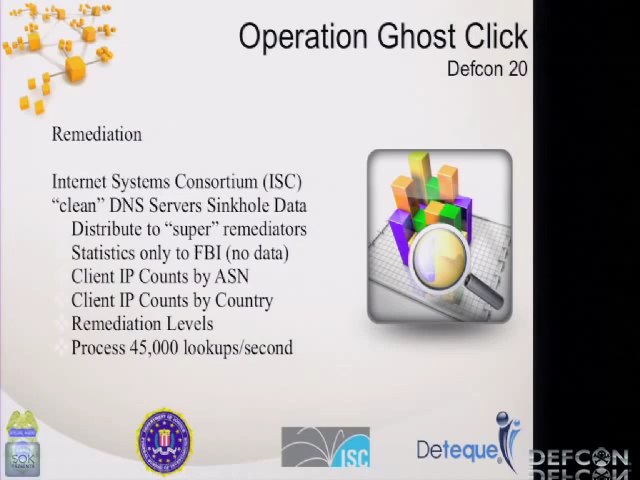 Operation Ghost Click
Defcon 20
Remediation
Internet Systems Consortium (ISC)
“clean” DNS Servers Sinkhole Data
Distribute to “super” remediators
Statistics only to FBI (no data)
Client IP Counts by ASN
Client IP Counts by Country
Remediation Levels
Process 45,000 lookups/second
ISC
Deteque
DEFCON